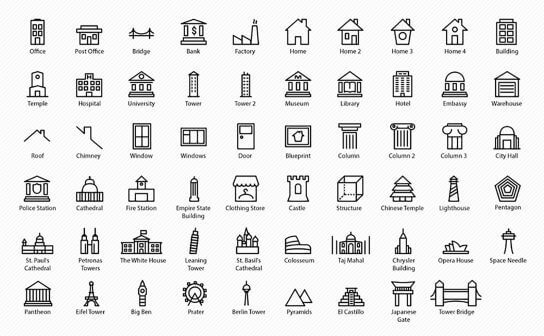 Office Post Office Bridge Bank Factory Home Home 2 Home 3 Home 4 Building
Temple Hospital University Tower Tower 2 Museum Library Hotel Embassy Warehouse
Roof Chimney Window Windows Door Blueprint Column Column 2 Column 3 City Hall
Police Station Cathedral Fire Station Empire State Building Clothing Store Castle Structure Chinese Temple Lighthouse Pentagon
St. Paul's Cathedral Petronas Towers The White House Leaning Tower St. Basil's Cathedral Colosseum Taj Mahal Chrysler Building Opera House Space Needle
Pantheon Eifel Tower Big Ben Prater Berlin Tower Pyramids El Castillo Japanese Gate Tower Bridge